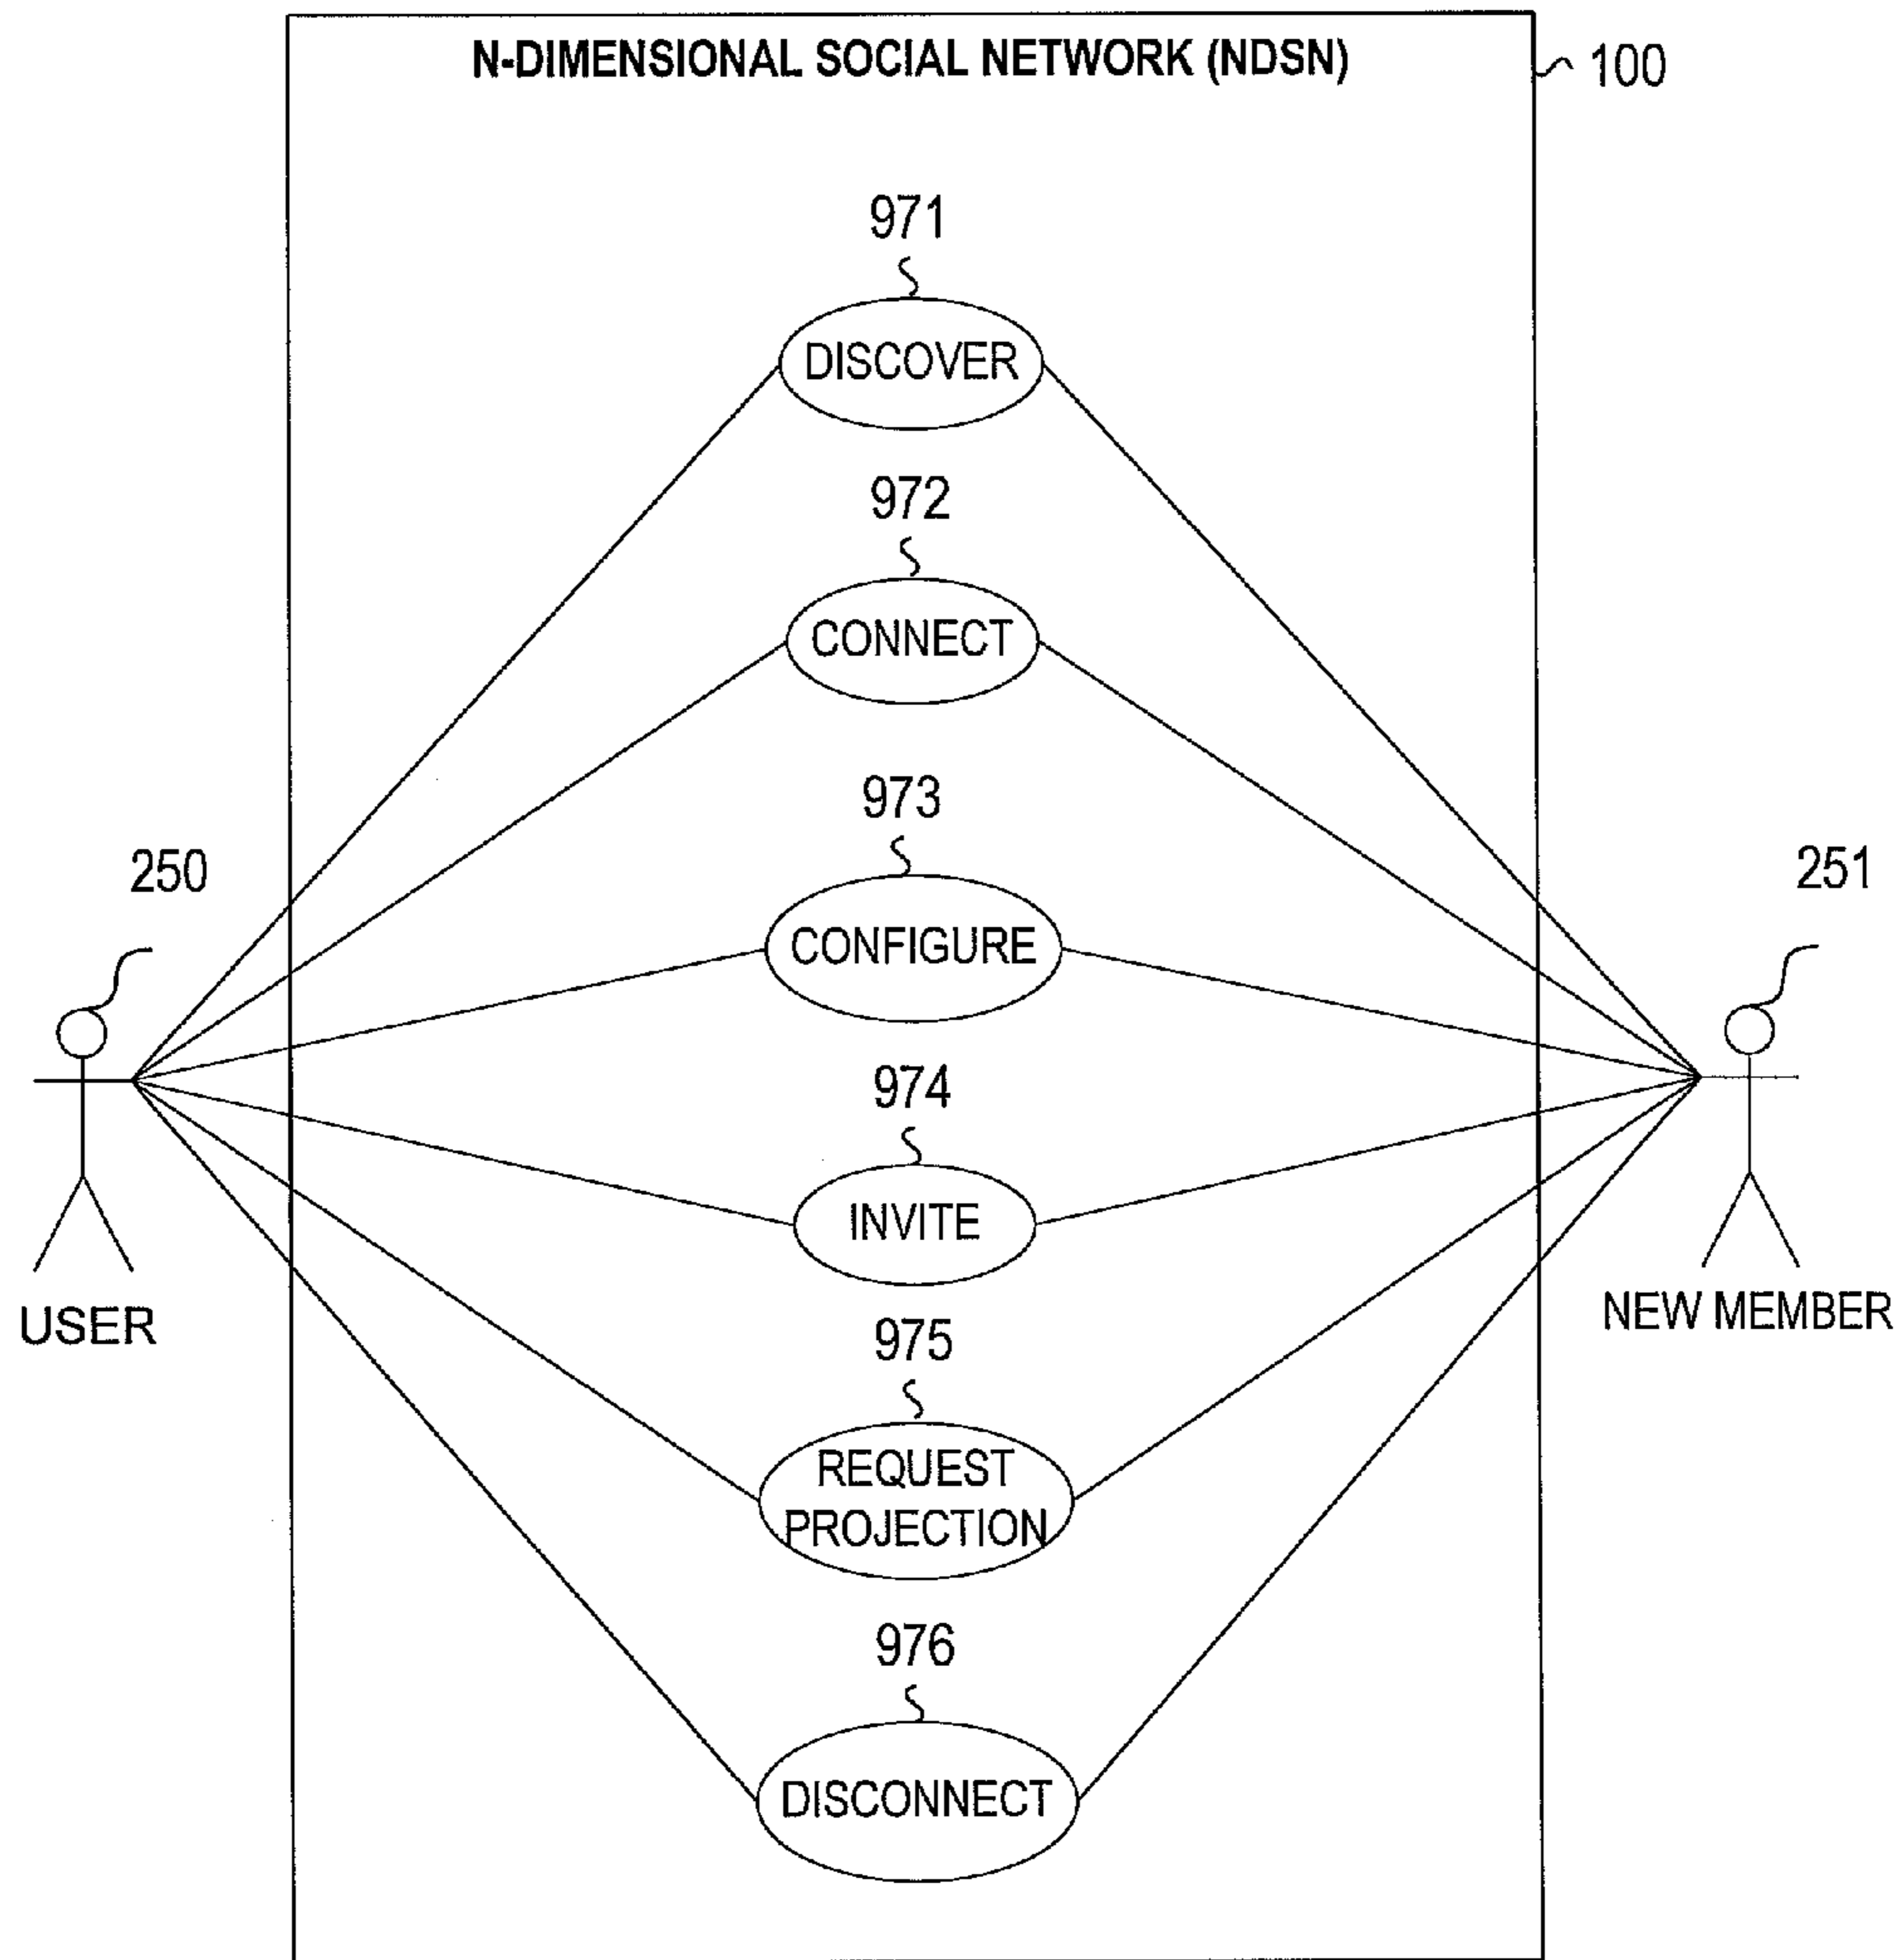 N-DIMENSIONAL SOCIAL NETWORK (NDSN)
100
971
DISCOVER
972
CONNECT
973
CONFIGURE
250
251
974
INVITE
USER
NEW MEMBER
975
REQUEST
PROJECTION
976
DISCONNECT